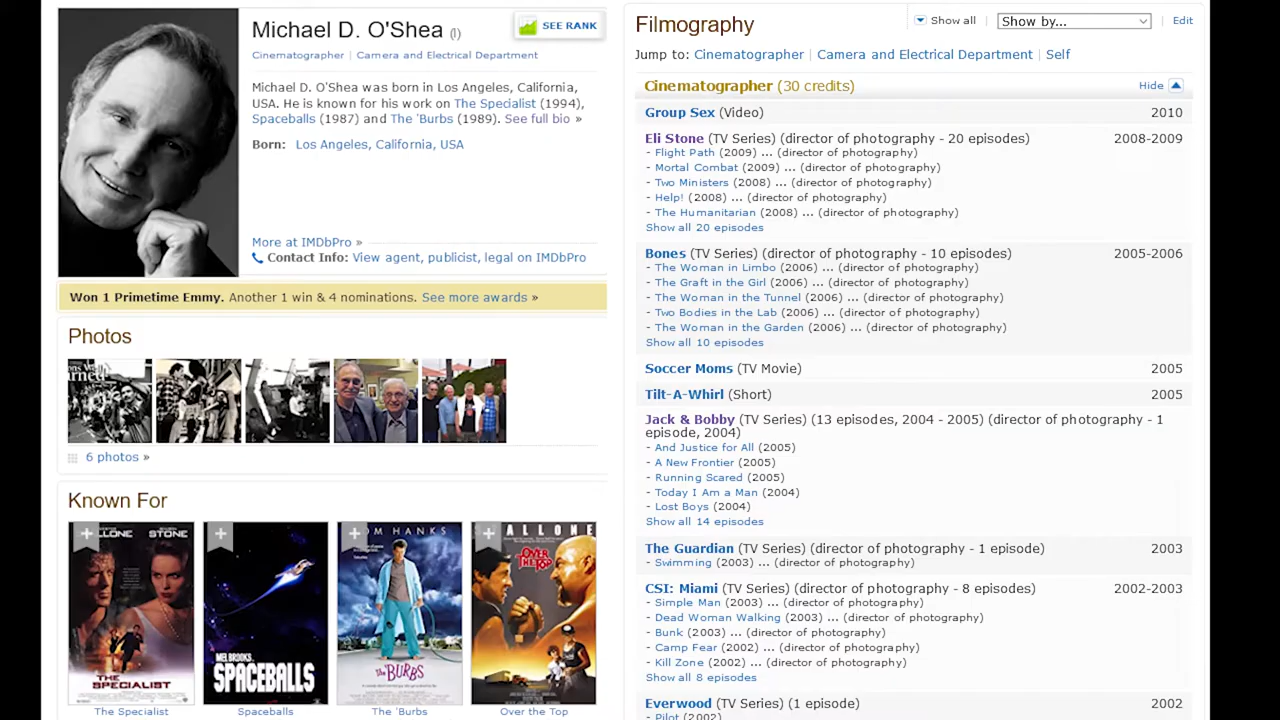 Michael D. O'Shea (I)
SEE RANK
Cinematographer | Camera and Electrical Department
Michael D. O'Shea was born in Los Angeles, California,
USA. He is known for his work on The Specialist (1994),
Spaceballs (1987) and The 'Burbs (1989). See full bio »
Born: Los Angeles, California, USA
More at IMDbPro »
Contact Info: View agent, publicist, legal on IMDbPro
Won 1 Primetime Emmy. Another 1 win & 4 nominations. See more awards »
Photos
6 photos »
Known For
STONE
THE
SPECIALIST
MEL BROOKS
SPACEBALLS
TOM HANKS
The 'BURBS
OVER
THE TOP
The Specialist
Spaceballs
The 'Burbs
Over the Top
Filmography
Show all | Show by... | Edit
Jump to: Cinematographer | Camera and Electrical Department | Self
Cinematographer (30 credits) Hide
Group Sex (Video) 2010
Eli Stone (TV Series) (director of photography - 20 episodes) 2008-2009
- Flight Path (2009) ... (director of photography)
- Mortal Combat (2009) ... (director of photography)
- Two Ministers (2008) ... (director of photography)
- Help! (2008) ... (director of photography)
- The Humanitarian (2008) ... (director of photography)
Show all 20 episodes
Bones (TV Series) (director of photography - 10 episodes) 2005-2006
- The Woman in Limbo (2006) ... (director of photography)
- The Graft in the Girl (2006) ... (director of photography)
- The Woman in the Tunnel (2006) ... (director of photography)
- Two Bodies in the Lab (2006) ... (director of photography)
- The Woman in the Garden (2006) ... (director of photography)
Show all 10 episodes
Soccer Moms (TV Movie) 2005
Tilt-A-Whirl (Short) 2005
Jack & Bobby (TV Series) (13 episodes, 2004 - 2005) (director of photography - 1
episode, 2004)
- And Justice for All (2005)
- A New Frontier (2005)
- Running Scared (2005)
- Today I Am a Man (2004)
- Lost Boys (2004)
Show all 14 episodes
The Guardian (TV Series) (director of photography - 1 episode) 2003
- Swimming (2003) ... (director of photography)
CSI: Miami (TV Series) (director of photography - 8 episodes) 2002-2003
- Simple Man (2003) ... (director of photography)
- Dead Woman Walking (2003) ... (director of photography)
- Bunk (2003) ... (director of photography)
- Camp Fear (2002) ... (director of photography)
- Kill Zone (2002) ... (director of photography)
Show all 8 episodes
Everwood (TV Series) (1 episode) 2002
- Pilot (2002)